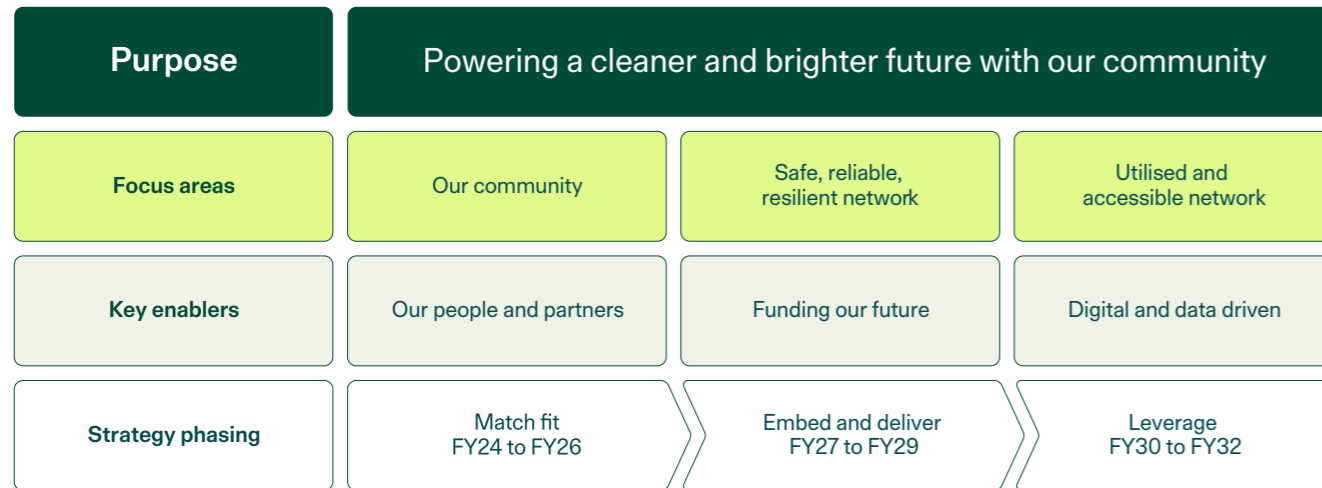 Purpose
Powering a cleaner and brighter future with our community
Focus areas
Our community
Safe, reliable,
resilient network
Utilised and
accessible network
Key enablers
Our people and partners
Funding our future
Digital and data driven
Strategy phasing
Match fit
FY24 to FY26
Embed and deliver
FY27 to FY29
Leverage
FY30 to FY32